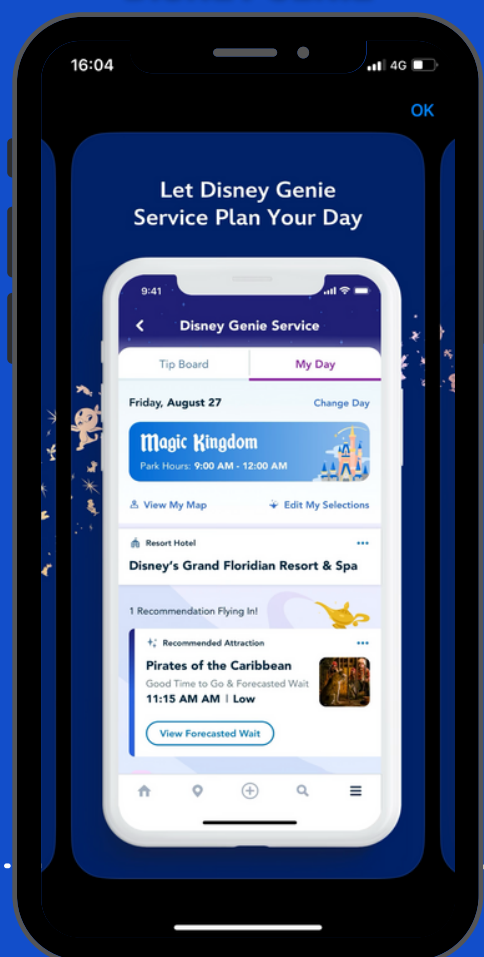 16:04
4G
OK
Let Disney Genie
Service Plan Your Day
9:41
Disney Genie Service
Tip Board
My Day
Friday, August 27
Change Day
Magic Kingdom
Park Hours: 9:00 AM - 12:00 AM
View My Map
Edit My Selections
Resort Hotel
Disney's Grand Floridian Resort & Spa
1 Recommendation Flying In!
Recommended Attraction
Pirates of the Caribbean
Good Time to Go & Forecasted Wait
11:15 AM AM | Low
View Forecasted Wait